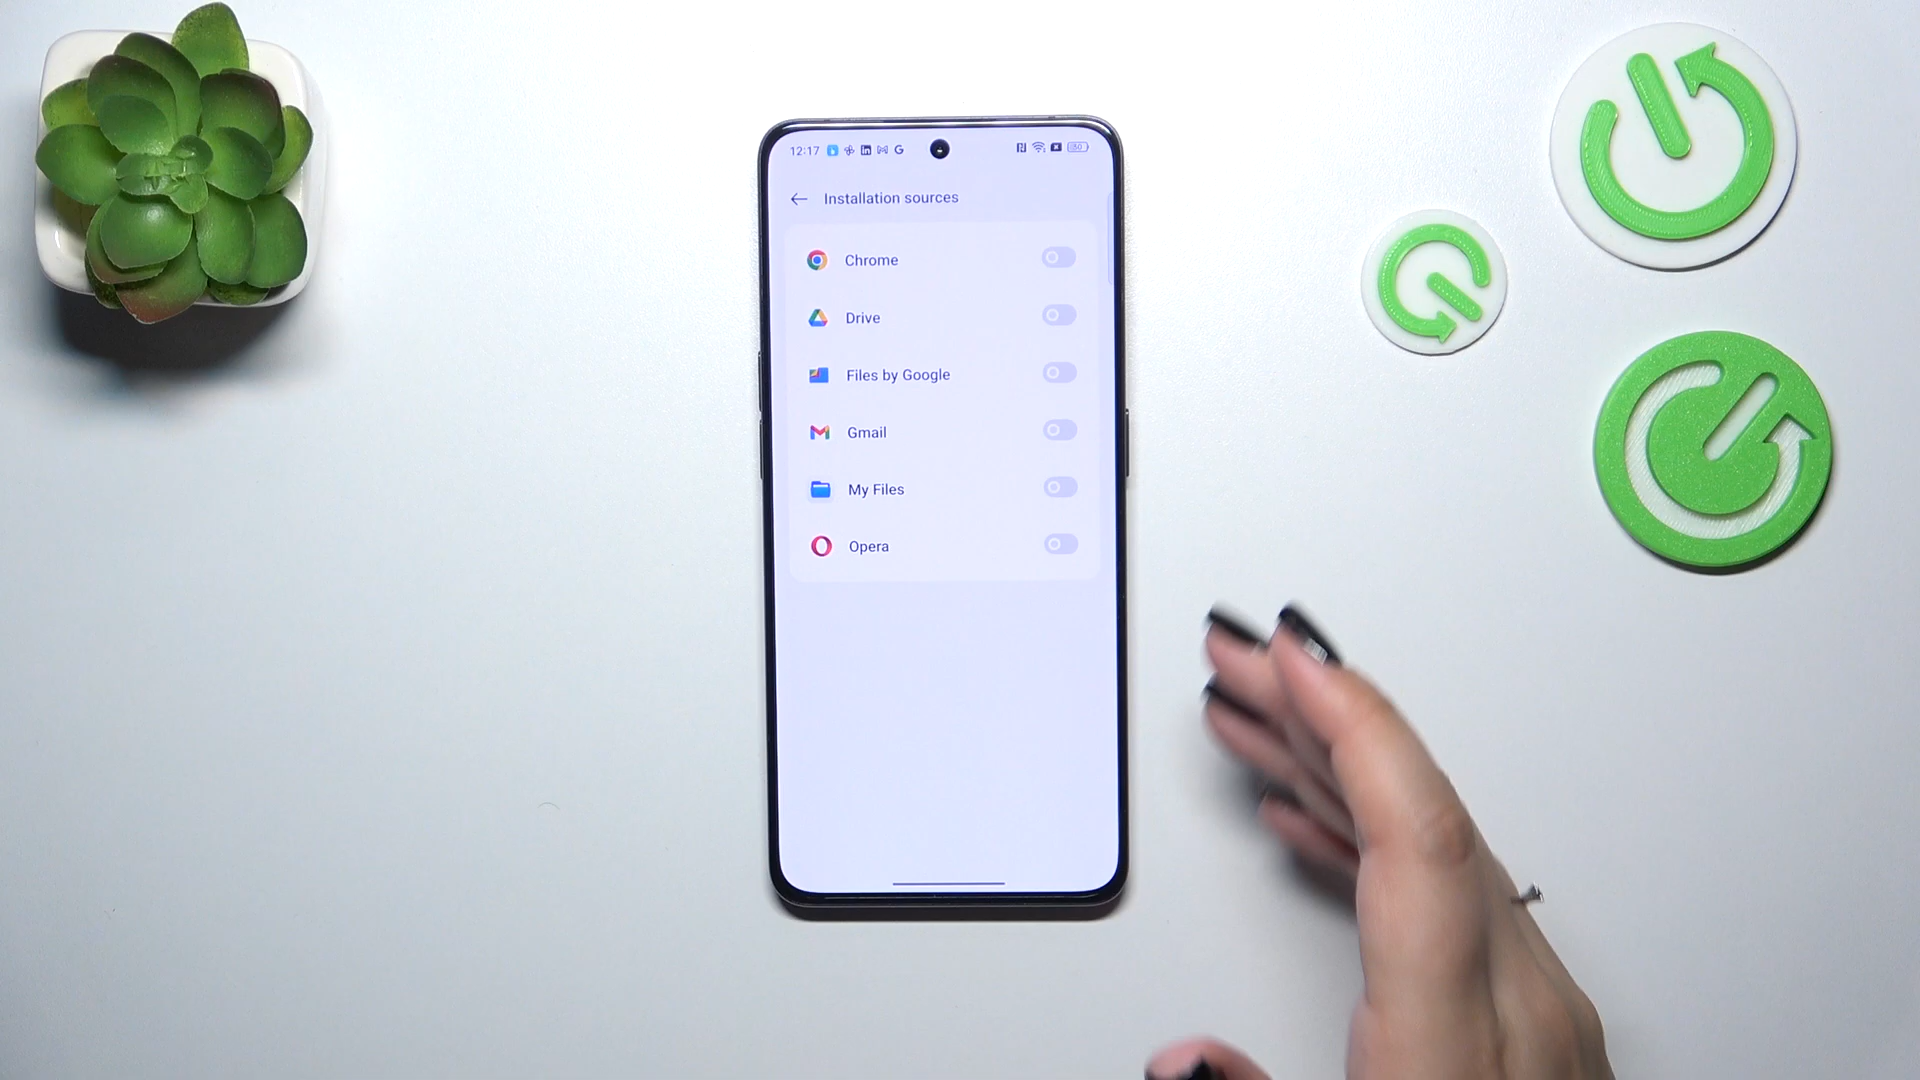 12:17
Installation sources
Chrome
Drive
Files by Google
Gmail
My Files
Opera